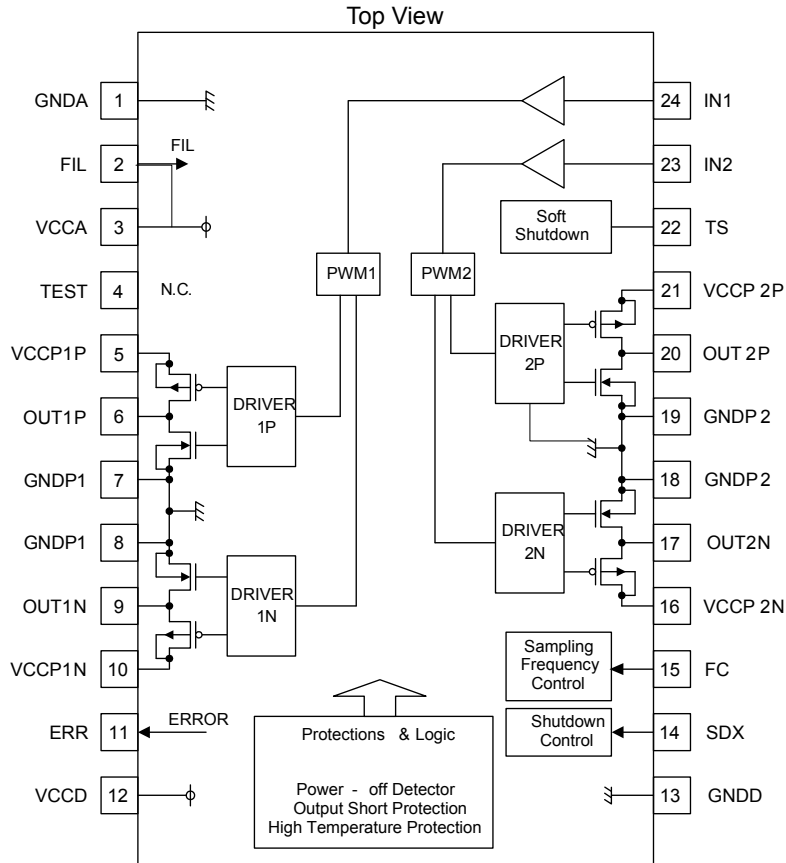 Top View
GNDA 1
24 IN1
FIL 2 FIL
23 IN2
VCCA 3
Soft
Shutdown
22 TS
TEST 4 N.C.
PWM1
PWM2
21 VCCP 2P
VCCP1P 5
DRIVER
2P
20 OUT 2P
OUT1P 6
DRIVER
1P
19 GNDP 2
GNDP1 7
18 GNDP 2
GNDP1 8
DRIVER
2N
17 OUT2N
OUT1N 9
DRIVER
1N
16 VCCP 2N
VCCP1N 10
Sampling
Frequency
Control
15 FC
ERR 11 ERROR
Shutdown
Control
14 SDX
Protections & Logic
Power - off Detector
Output Short Protection
High Temperature Protection
VCCD 12
13 GNDD